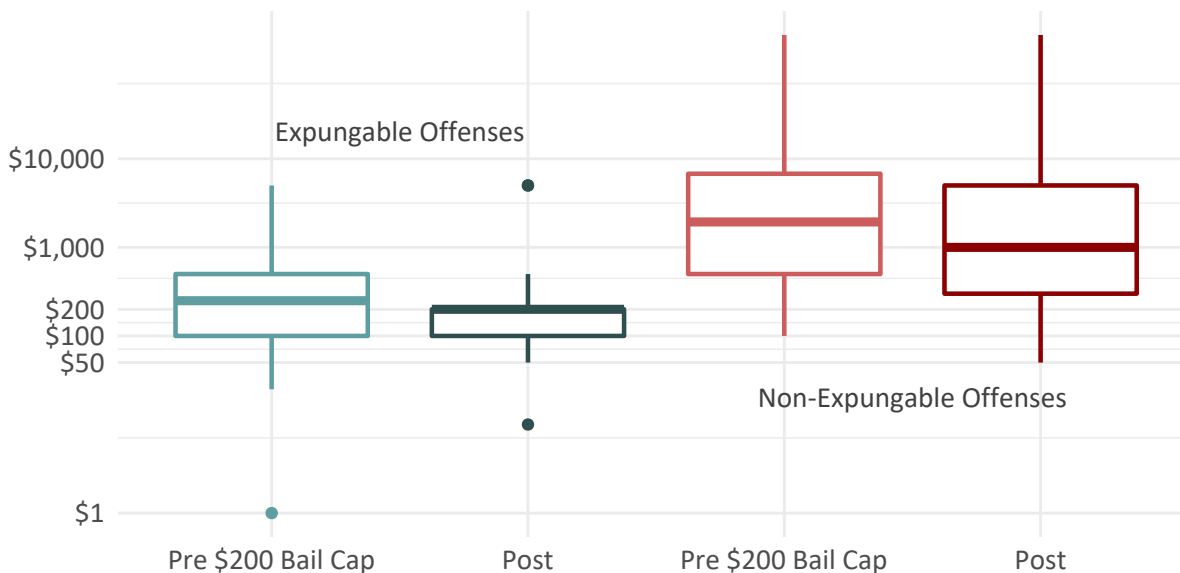 Expungable Offenses
$10,000
$1,000
$200
$100
$50
Non-Expungable Offenses
$1
Pre $200 Bail Cap Post Pre $200 Bail Cap Post